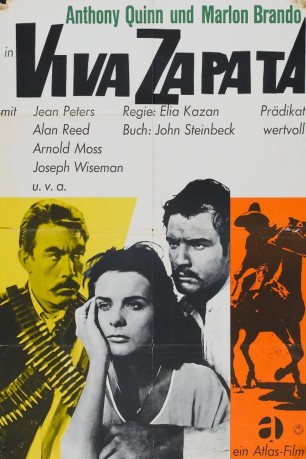 Anthony Quinn und Marlon Brando
in
VIVA ZAPATA
mit Jean Peters Regie: Elia Kazan Prädikat
Alan Reed Buch: John Steinbeck wertvoll
Arnold Moss
Joseph Wiseman
u. v. a.
a
ein Atlas-Film